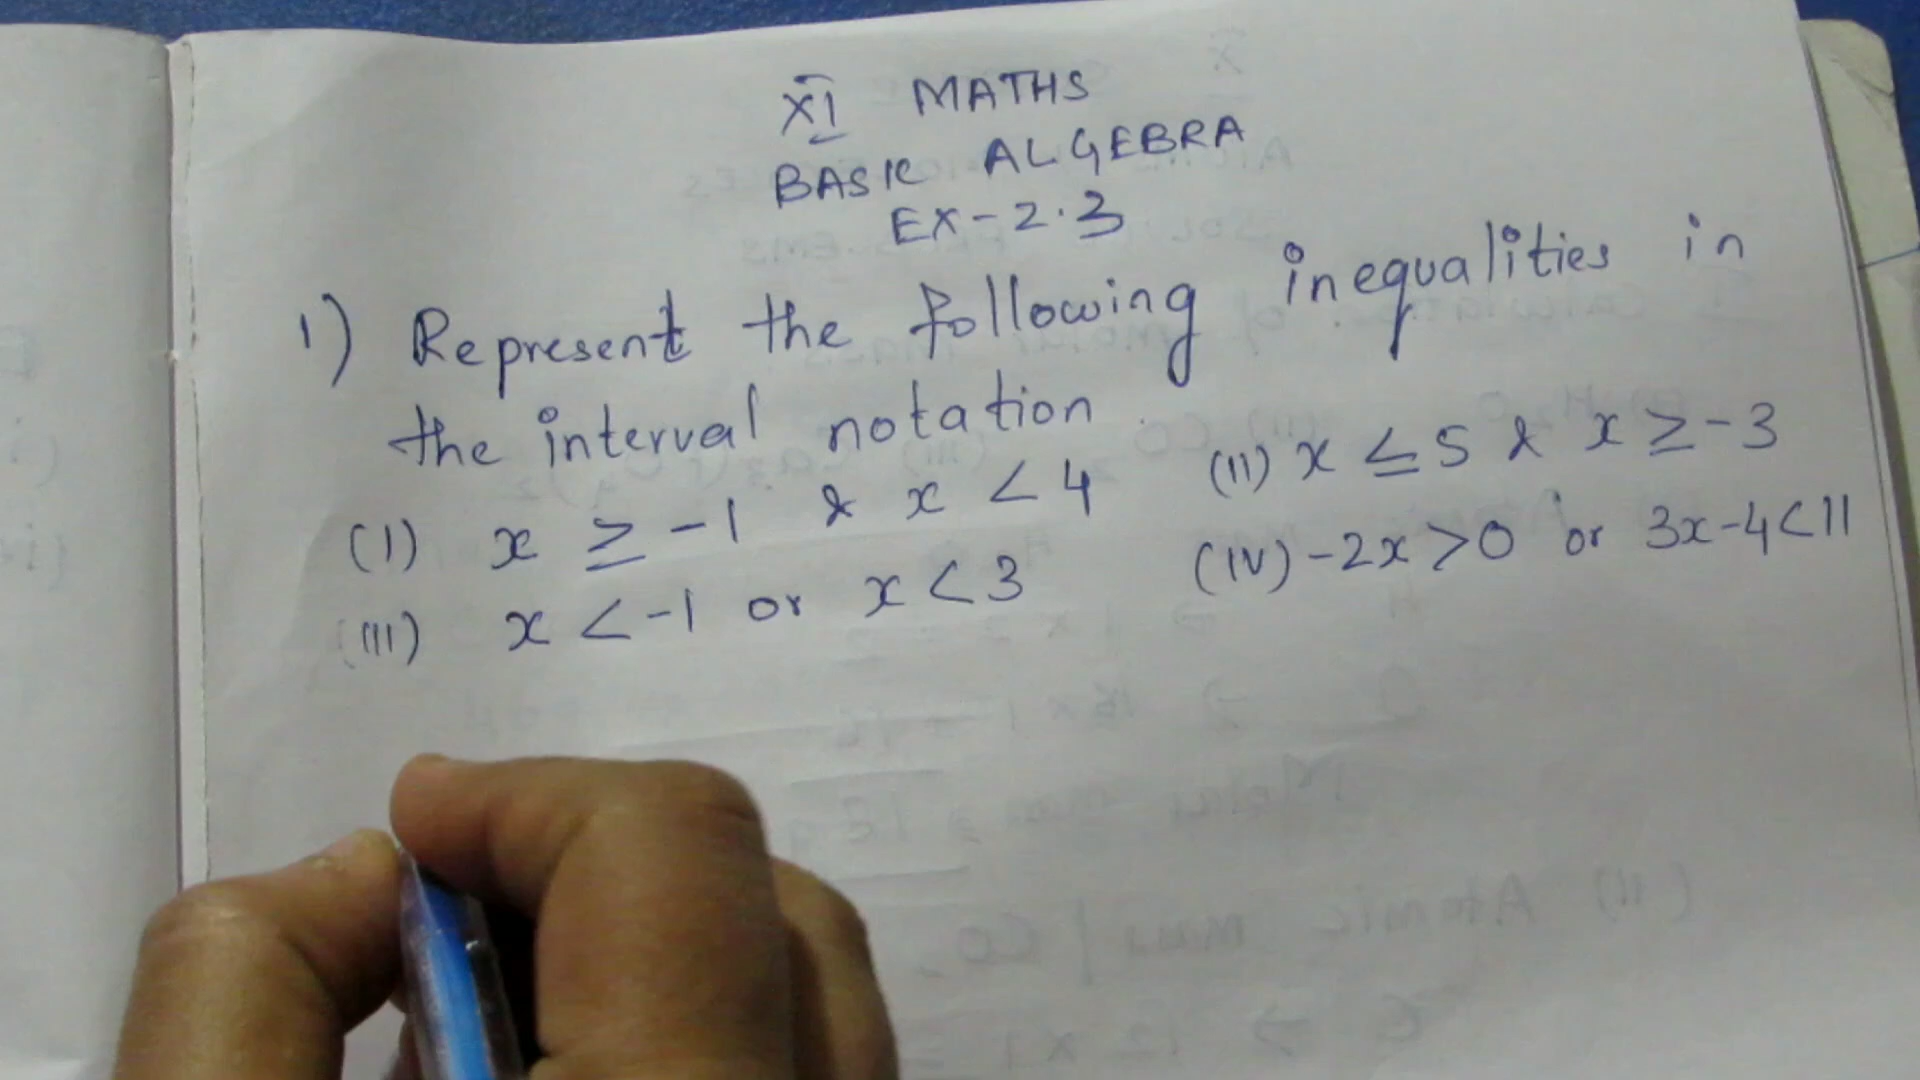 XI MATHS
BASIC ALGEBRA
EX-2.3
1) Represent the following inequalities in
the interval notation
(I) x ≥ -1 & x < 4 (II) x ≤ 5 & x ≥ -3
(III) x < -1 or x < 3 (IV) -2x > 0 or 3x-4 < 11